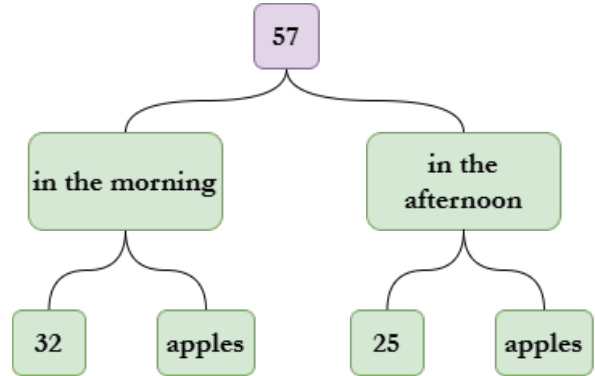 57
in the morning
in the
afternoon
32
apples
25
apples